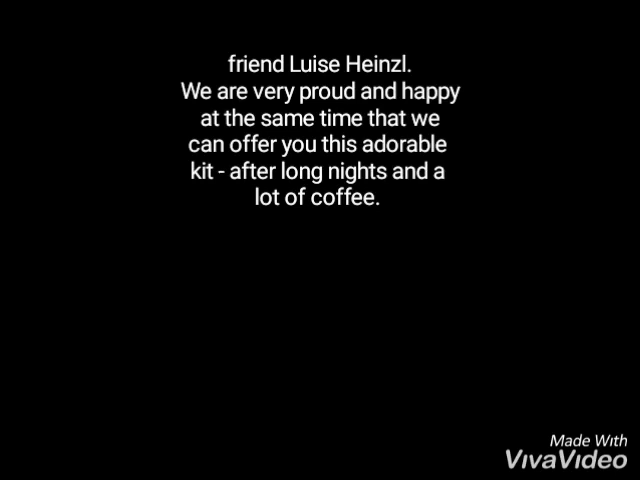 friend Luise Heinzl.
We are very proud and happy
at the same time that we
can offer you this adorable
kit - after long nights and a
lot of coffee.
Made With
VivaVideo